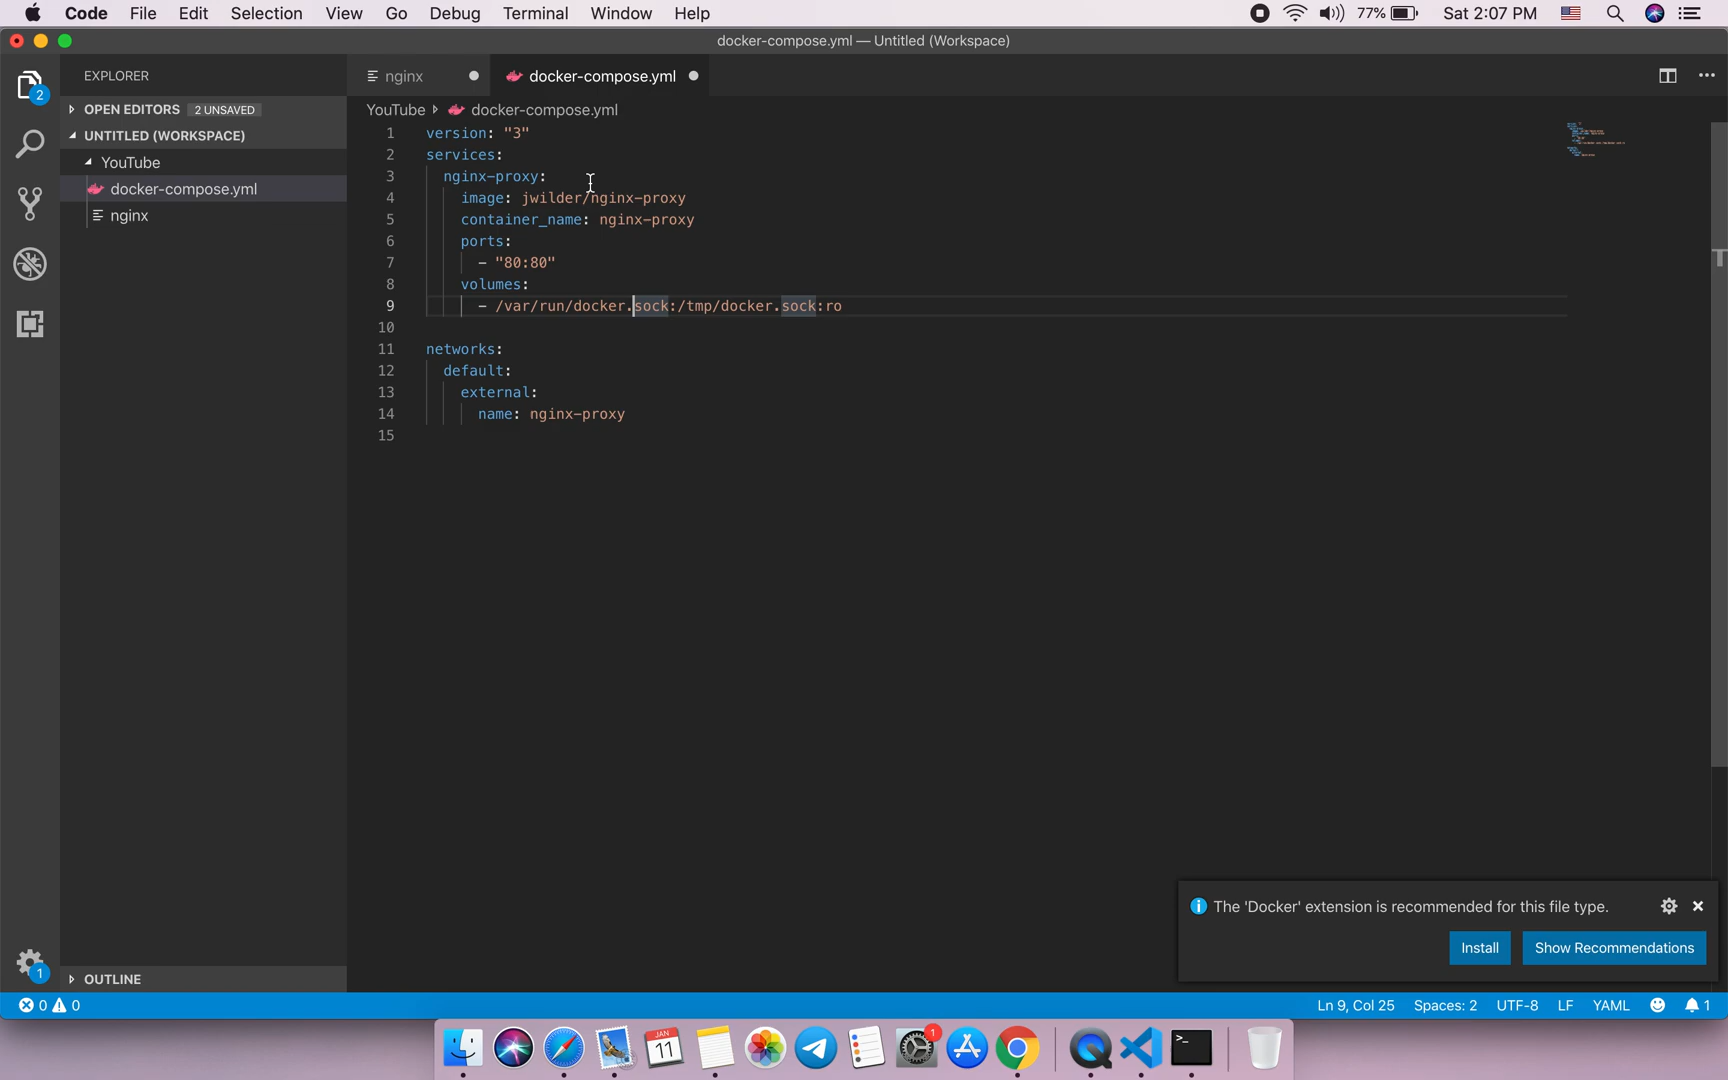 Code File Edit Selection View Go Debug Terminal Window Help 77% Sat 2:07 PM
docker-compose.yml — Untitled (Workspace)
EXPLORER
nginx
docker-compose.yml
OPEN EDITORS 2 UNSAVED
UNTITLED (WORKSPACE)
YouTube
docker-compose.yml
nginx
OUTLINE
2
1
YouTube docker-compose.yml
1 version: "3"
2 services:
3 nginx-proxy:
4 image: jwilder/nginx-proxy
5 container_name: nginx-proxy
6 ports:
7 - "80:80"
8 volumes:
9 - /var/run/docker.sock:/tmp/docker.sock:ro
10
11 networks:
12 default:
13 external:
14 name: nginx-proxy
15
The 'Docker' extension is recommended for this file type.
Install Show Recommendations
0 0 Ln 9, Col 25 Spaces: 2 UTF-8 LF YAML 1
JAN
11
1
>_